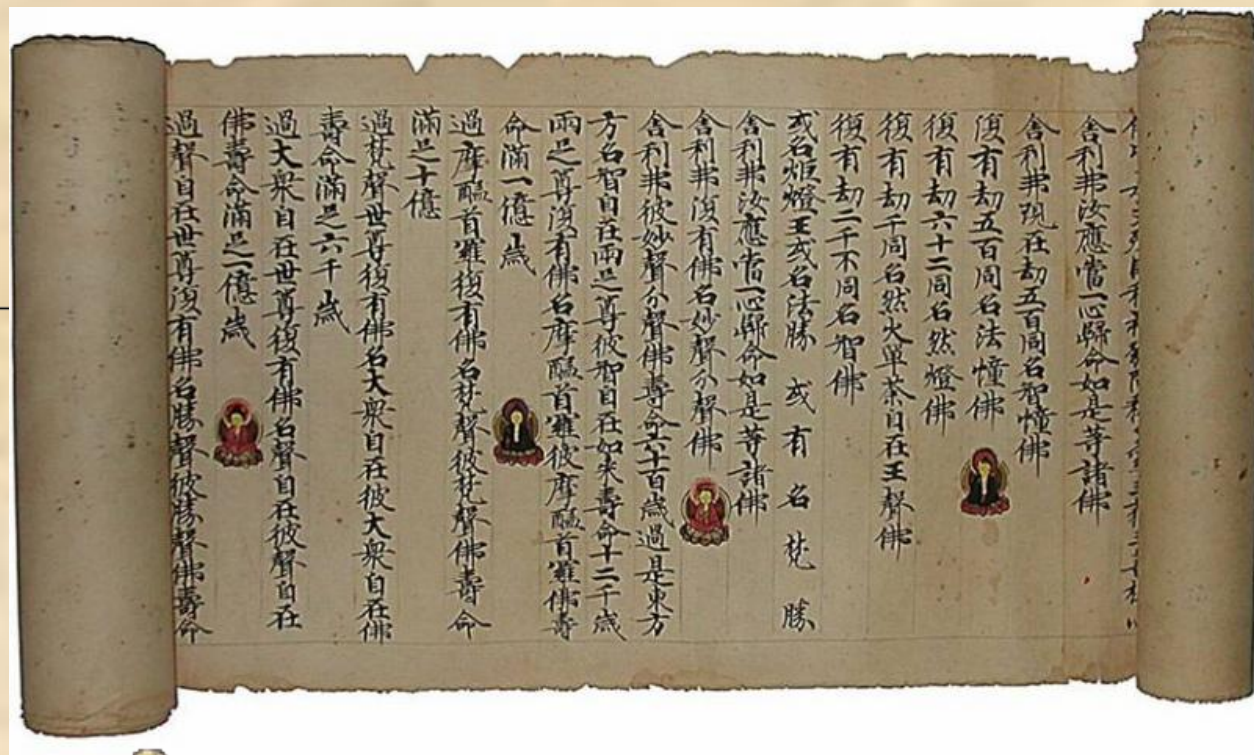 舍利弗汝應當一心歸命如是等諸佛
舍利弗現在劫五百同名智幢佛
復有劫五百同名法幢佛
復有劫六十二同名然燈佛
復有劫千同名然火單荼自在王聲佛
復有劫二千不同名智佛
或名炬燈王或名法勝 或有名梵勝
舍利弗汝應當一心歸命如是等諸佛
舍利弗復有佛名妙聲分聲佛
舍利弗彼妙聲分聲佛壽命六十百歲過是東方
方名智自在兩足尊彼智自在如来壽命十二千歲
兩足尊復有佛名摩醯首羅彼摩醯首羅佛壽
命滿一億歲
過摩醯首羅復有佛名梵聲彼梵聲佛壽命
滿足十億
過梵聲世尊復有佛名大衆自在彼大衆自在佛
壽命滿足六千歲
過大衆自在世尊復有佛名聲自在彼聲自在
佛壽命滿足一億歲
過聲自在世尊復有佛名勝聲彼勝聲佛壽命